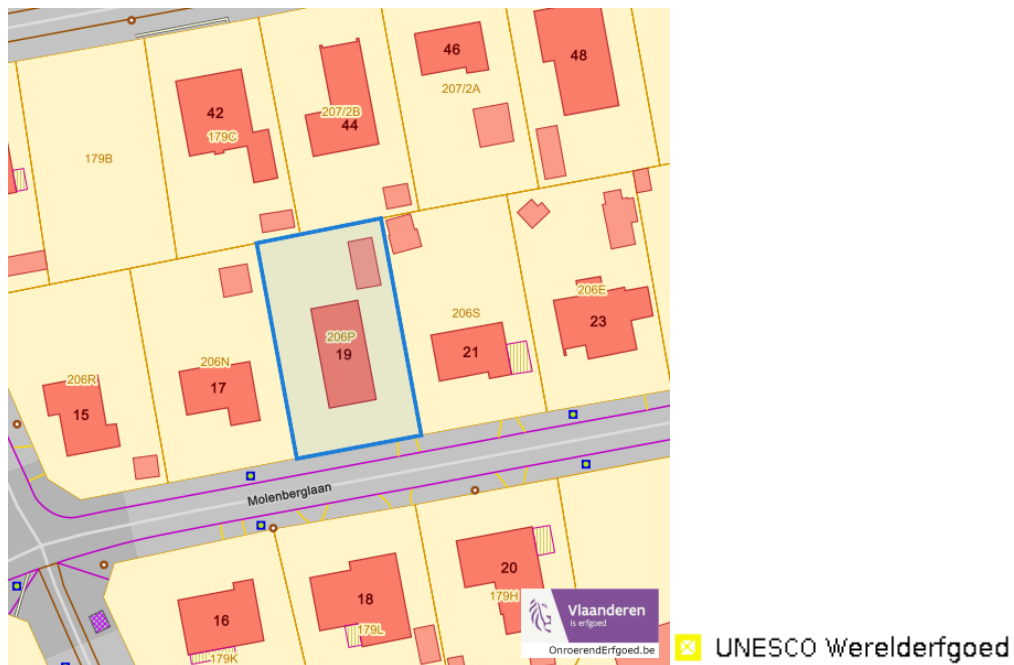 46
48
207/2A
42
207/2B
44
179C
179B
206P
19
206S
21
206E
23
206N
17
206R
15
Molenberglaan
20
179H
18
179L
16
179K
Vlaanderen
is erfgoed
OnroerendErfgoed.be
UNESCO Werelderfgoed